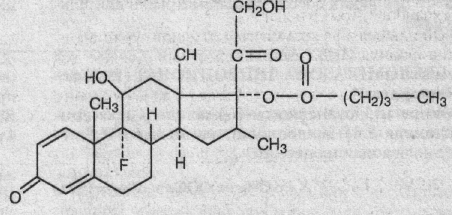 CH₂OH
O
CH C=O
HO O—O—(CH₂)₃—CH₃
CH₃ H
CH₃
F H
O